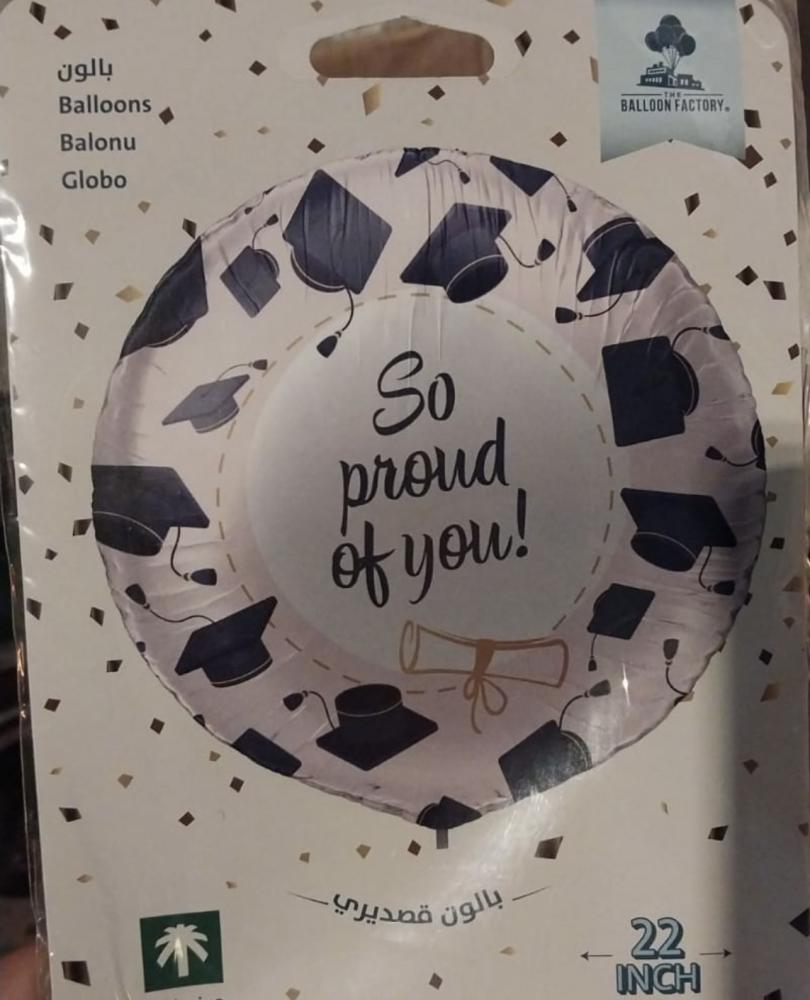 بالون
Balloons
Balonu
Globo
THE
BALLOON FACTORY®
So
proud
of you!
بالون قصديري
22
INCH